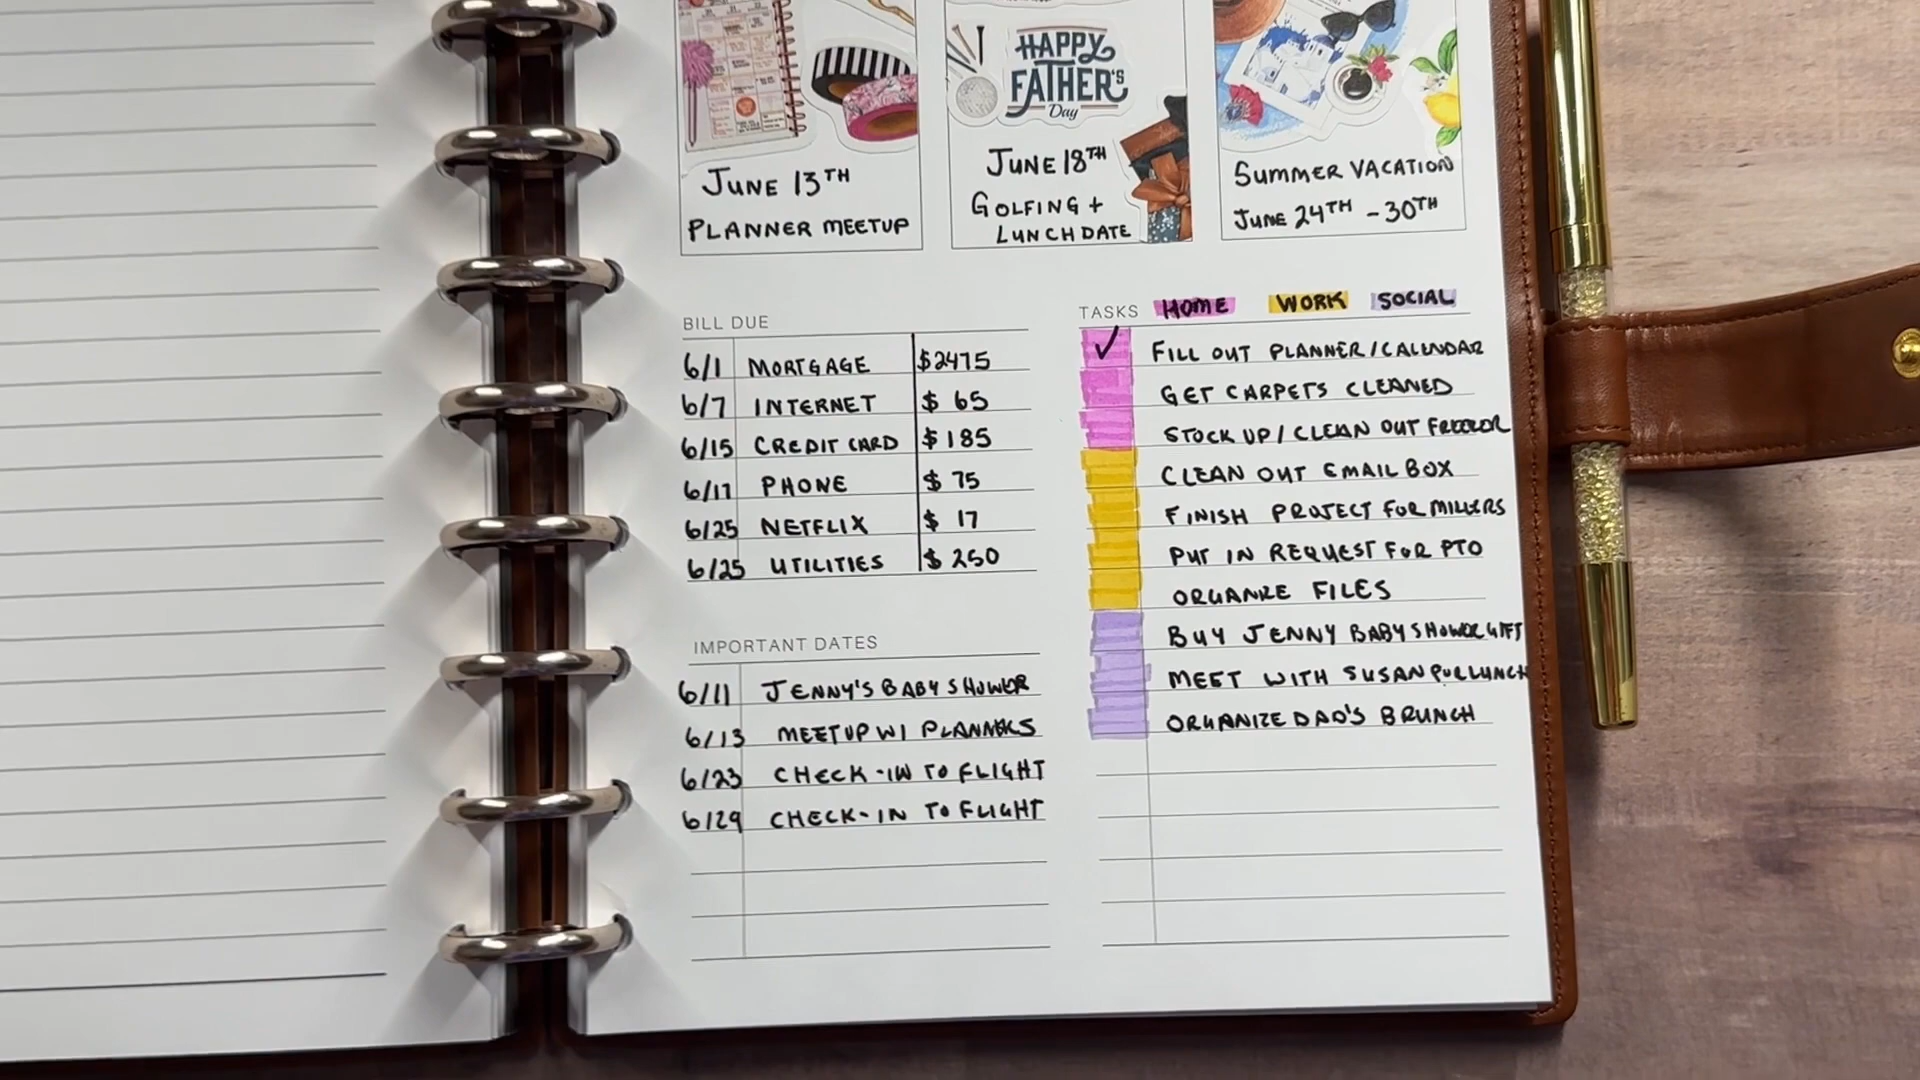 HAPPY
FATHER'S
Day
JUNE 13TH
PLANNER MEETUP
JUNE 18TH
GOLFING +
LUNCH DATE
SUMMER VACATION
JUNE 24TH - 30TH
BILL DUE
6/1 MORTGAGE $2475
6/7 INTERNET $ 65
6/15 CREDIT CARD $185
6/17 PHONE $ 75
6/25 NETFLIX $ 17
6/25 UTILITIES $ 250
IMPORTANT DATES
6/11 JENNY'S BABY SHOWER
6/13 MEETUP W/ PLANNERS
6/23 CHECK-IN TO FLIGHT
6/29 CHECK-IN TO FLIGHT
TASKS HOME WORK SOCIAL
✓ FILL OUT PLANNER/CALENDAR
GET CARPETS CLEANED
STOCK UP / CLEAN OUT
CLEAN OUT EMAIL BOX
FINISH PROJECT FOR MILLERS
PUT IN REQUEST FOR PTO
ORGANIZE FILES
BUY JENNY BABY SHOWER GIFT
MEET WITH SUSAN FOR LUNCH
ORGANIZE DAD'S BRUNCH